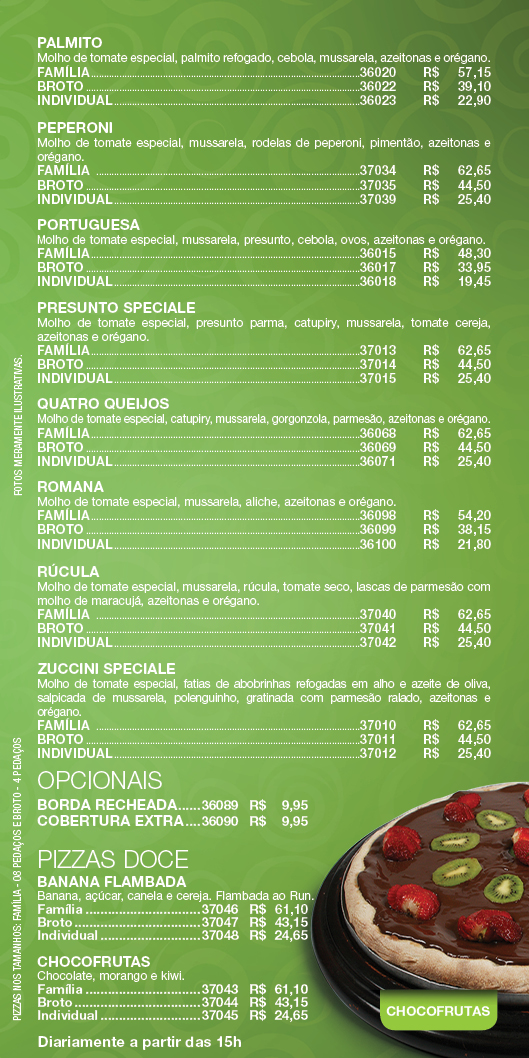 PALMITO
Molho de tomate especial, palmito refogado, cebola, mussarela, azeitonas e orégano.
FAMÍLIA....................36020 R$ 57,15
BROTO....................36022 R$ 39,10
INDIVIDUAL....................36023 R$ 22,90
PEPERONI
Molho de tomate especial, mussarela, rodelas de peperoni, pimentão, azeitonas e
orégano.
FAMÍLIA ....................37034 R$ 62,65
BROTO....................37035 R$ 44,50
INDIVIDUAL....................37039 R$ 25,40
PORTUGUESA
Molho de tomate especial, mussarela, presunto, cebola, ovos, azeitonas e orégano.
FAMÍLIA....................36015 R$ 48,30
BROTO....................36017 R$ 33,95
INDIVIDUAL....................36018 R$ 19,45
PRESUNTO SPECIALE
Molho de tomate especial, presunto parma, catupiry, mussarela, tomate cereja,
azeitonas e orégano.
FAMÍLIA....................37013 R$ 62,65
BROTO....................37014 R$ 44,50
INDIVIDUAL....................37015 R$ 25,40
QUATRO QUEIJOS
Molho de tomate especial, catupiry, mussarela, gorgonzola, parmesão, azeitonas e orégano.
FAMÍLIA....................36068 R$ 62,65
BROTO....................36069 R$ 44,50
INDIVIDUAL....................36071 R$ 25,40
ROMANA
Molho de tomate especial, mussarela, aliche, azeitonas e orégano.
FAMÍLIA....................36098 R$ 54,20
BROTO....................36099 R$ 38,15
INDIVIDUAL....................36100 R$ 21,80
RÚCULA
Molho de tomate especial, mussarela, rúcula, tomate seco, lascas de parmesão com
molho de maracujá, azeitonas e orégano.
FAMÍLIA ....................37040 R$ 62,65
BROTO....................37041 R$ 44,50
INDIVIDUAL....................37042 R$ 25,40
ZUCCINI SPECIALE
Molho de tomate especial, fatias de abobrinhas refogadas em alho e azeite de oliva,
salpicada de mussarela, polenguinho, gratinada com parmesão ralado, azeitonas e
orégano.
FAMÍLIA ....................37010 R$ 62,65
BROTO....................37011 R$ 44,50
INDIVIDUAL....................37012 R$ 25,40
OPCIONAIS
BORDA RECHEADA......36089 R$ 9,95
COBERTURA EXTRA....36090 R$ 9,95
PIZZAS DOCE
BANANA FLAMBADA
Banana, açúcar, canela e cereja. Flambada ao Run.
Família ....................37046 R$ 61,10
Broto....................37047 R$ 43,15
Individual ....................37048 R$ 24,65
CHOCOFRUTAS
Chocolate, morango e kiwi.
Família ....................37043 R$ 61,10
Broto ....................37044 R$ 43,15
Individual ....................37045 R$ 24,65
Diariamente a partir das 15h
CHOCOFRUTAS
FOTOS MERAMENTE ILUSTRATIVAS.
PIZZAS NOS TAMANHOS: FAMÍLIA - 08 PEDAÇOS E BROTO - 4 PEDAÇOS